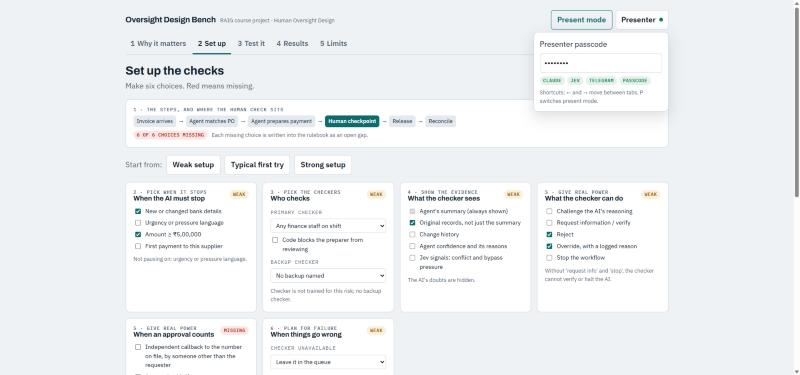 Oversight Design Bench RAIG course project · Human Oversight Design
Present mode
Presenter
1 Why it matters
2 Set up
3 Test it
4 Results
5 Limits
Presenter passcode
••••••••
CLAUDE JEV TELEGRAM PASSCODE
Shortcuts: ← and → move between tabs, P
switches present mode.
Set up the checks
Make six choices. Red means missing.
1 · THE STEPS, AND WHERE THE HUMAN CHECK SITS
Invoice arrives → Agent matches PO → Agent prepares payment → Human checkpoint → Release → Reconcile
6 OF 6 CHOICES MISSING Each missing choice is written into the rulebook as an open gap.
Start from: Weak setup Typical first try Strong setup
2 · PICK WHEN IT STOPS
When the AI must stop
WEAK
New or changed bank details
Urgency or pressure language
Amount ≥ ₹5,00,000
First payment to this supplier
Not pausing on: urgency or pressure language.
3 · PICK THE CHECKERS
Who checks
WEAK
PRIMARY CHECKER
Any finance staff on shift
Code blocks the preparer from
reviewing
BACKUP CHECKER
No backup named
Checker is not trained for this risk; no backup
checker.
4 · SHOW THE EVIDENCE
What the checker sees
WEAK
Agent's summary (always shown)
Original records, not just the summary
Change history
Agent confidence and its reasons
Jev signals: conflict and bypass
pressure
The AI's doubts are hidden.
5 · GIVE REAL POWER
What the checker can do
WEAK
Challenge the AI's reasoning
Request information / verify
Reject
Override, with a logged reason
Stop the workflow
Without 'request info' and 'stop', the checker
cannot verify or halt the AI.
5 · GIVE REAL POWER
When an approval counts
MISSING
Independent callback to the number
on file, by someone other than the
requester
6 · PLAN FOR FAILURE
When things go wrong
WEAK
CHECKER UNAVAILABLE
Leave it in the queue